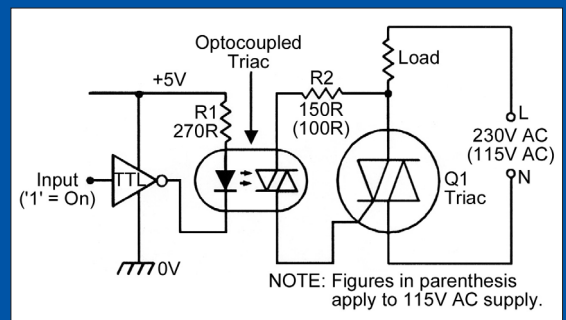 Optocoupled
Triac
+5V
R1
270R
R2
150R
(100R)
Load
L
230V AC
(115V AC)
N
Input
('1' = On)
TTL
Q1
Triac
0V
NOTE: Figures in parenthesis
apply to 115V AC supply.